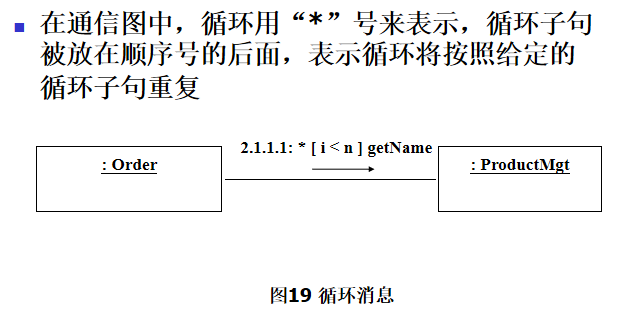 在通信图中，循环用“*”号来表示，循环子句
被放在顺序号的后面，表示循环将按照给定的
循环子句重复
2.1.1.1: * [ i < n ] getName
: Order
: ProductMgt
图19 循环消息